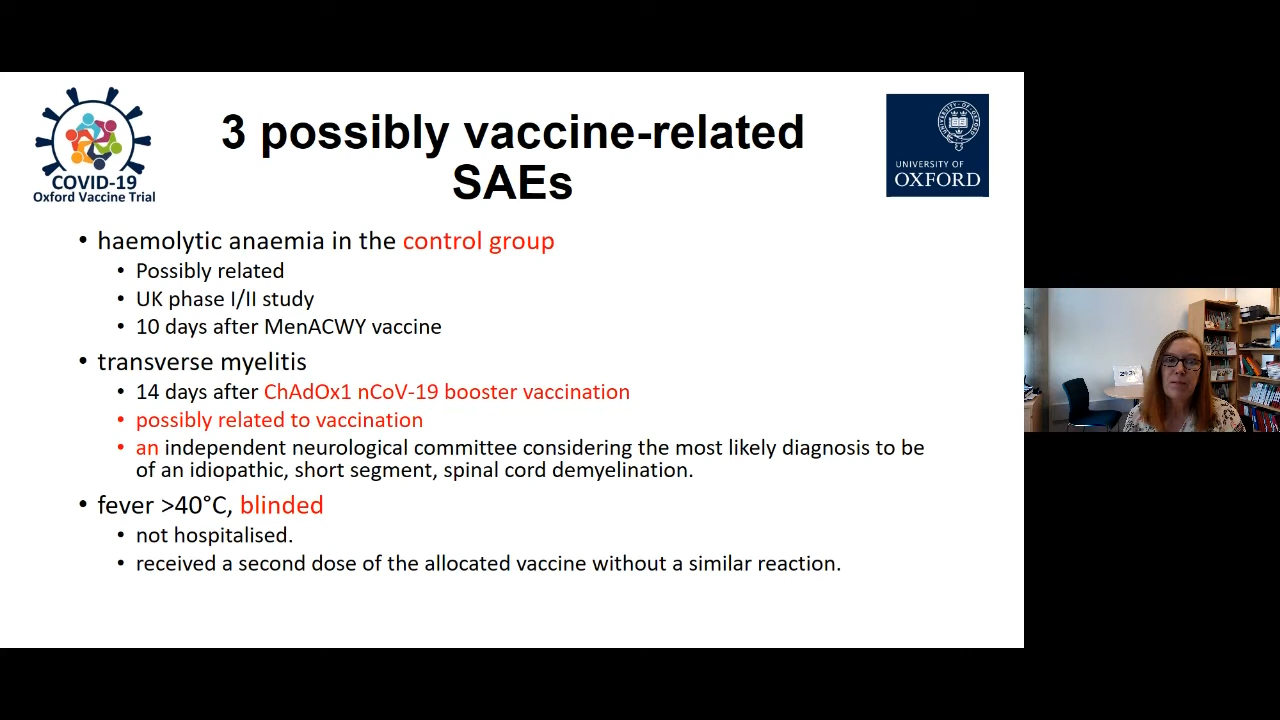 3 possibly vaccine-related
SAEs
COVID-19
Oxford Vaccine Trial
UNIVERSITY OF
OXFORD
• haemolytic anaemia in the control group
• Possibly related
• UK phase I/II study
• 10 days after MenACWY vaccine
• transverse myelitis
• 14 days after ChAdOx1 nCoV-19 booster vaccination
• possibly related to vaccination
• an independent neurological committee considering the most likely diagnosis to be
of an idiopathic, short segment, spinal cord demyelination.
• fever >40°C, blinded
• not hospitalised.
• received a second dose of the allocated vaccine without a similar reaction.